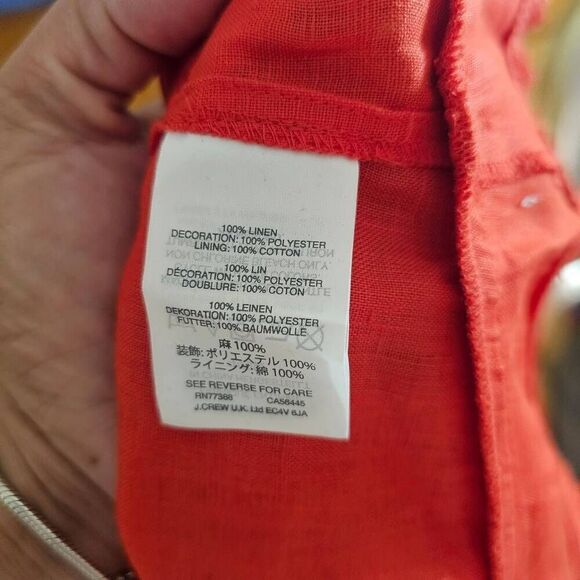 100% LINEN
DECORATION: 100% POLYESTER
LINING: 100% COTTON
100% LIN
DÉCORATION: 100% POLYESTER
DOUBLURE: 100% COTON
100% LEINEN
DEKORATION: 100% POLYESTER
FUTTER: 100% BAUMWOLLE
麻 100%
装飾: ポリエステル 100%
ライニング: 綿 100%
SEE REVERSE FOR CARE
RN77388 CA56445
J.CREW U.K. Ltd EC4V 6JA